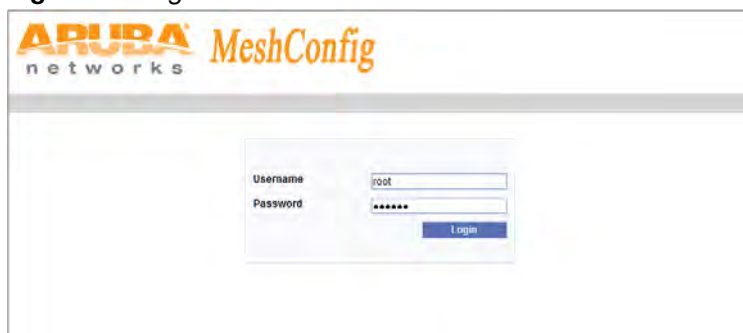 ARUBA networks MeshConfig
Username root
Password ••••••
Login